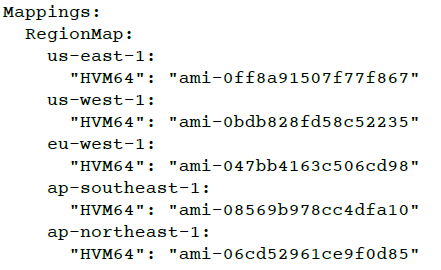 Mappings:
  RegionMap:
    us-east-1:
      "HVM64": "ami-0ff8a91507f77f867"
    us-west-1:
      "HVM64": "ami-0bdb828fd58c52235"
    eu-west-1:
      "HVM64": "ami-047bb4163c506cd98"
    ap-southeast-1:
      "HVM64": "ami-08569b978cc4dfa10"
    ap-northeast-1:
      "HVM64": "ami-06cd52961ce9f0d85"